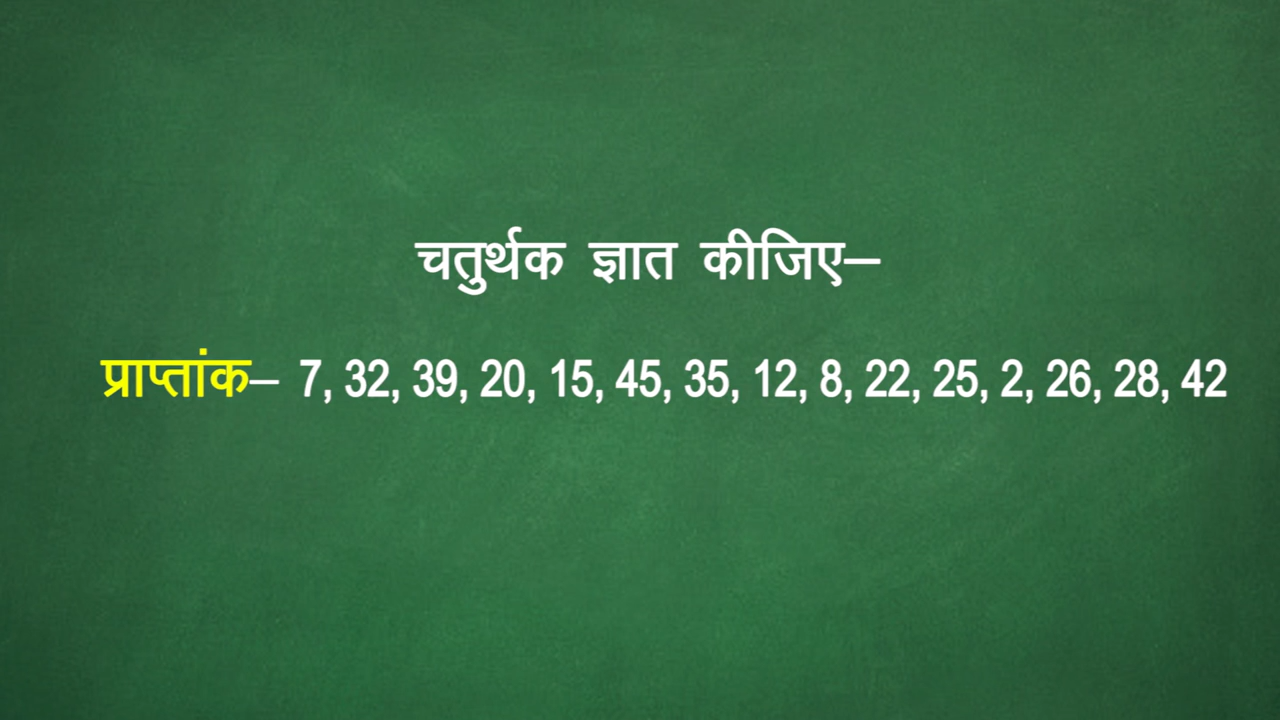 चतुर्थक ज्ञात कीजिए–
प्राप्तांक– 7, 32, 39, 20, 15, 45, 35, 12, 8, 22, 25, 2, 26, 28, 42